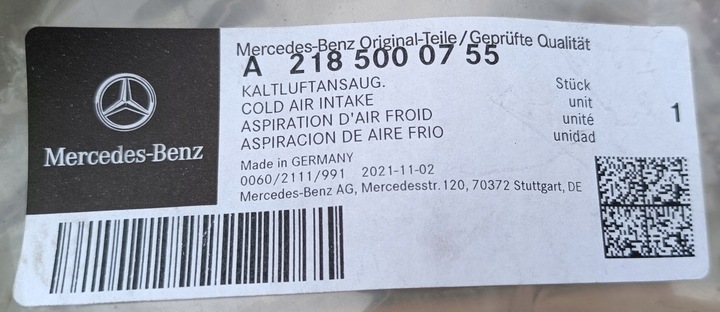 Mercedes-Benz Original-Teile/Geprüfte Qualität
A 218 500 07 55
KALTLUFTANSAUG. Stück
COLD AIR INTAKE unit
ASPIRATION D'AIR FROID unité
ASPIRACION DE AIRE FRIO unidad
1
Made in GERMANY
0060/2111/991 2021-11-02
Mercedes-Benz AG, Mercedesstr.120, 70372 Stuttgart, DE
Mercedes-Benz